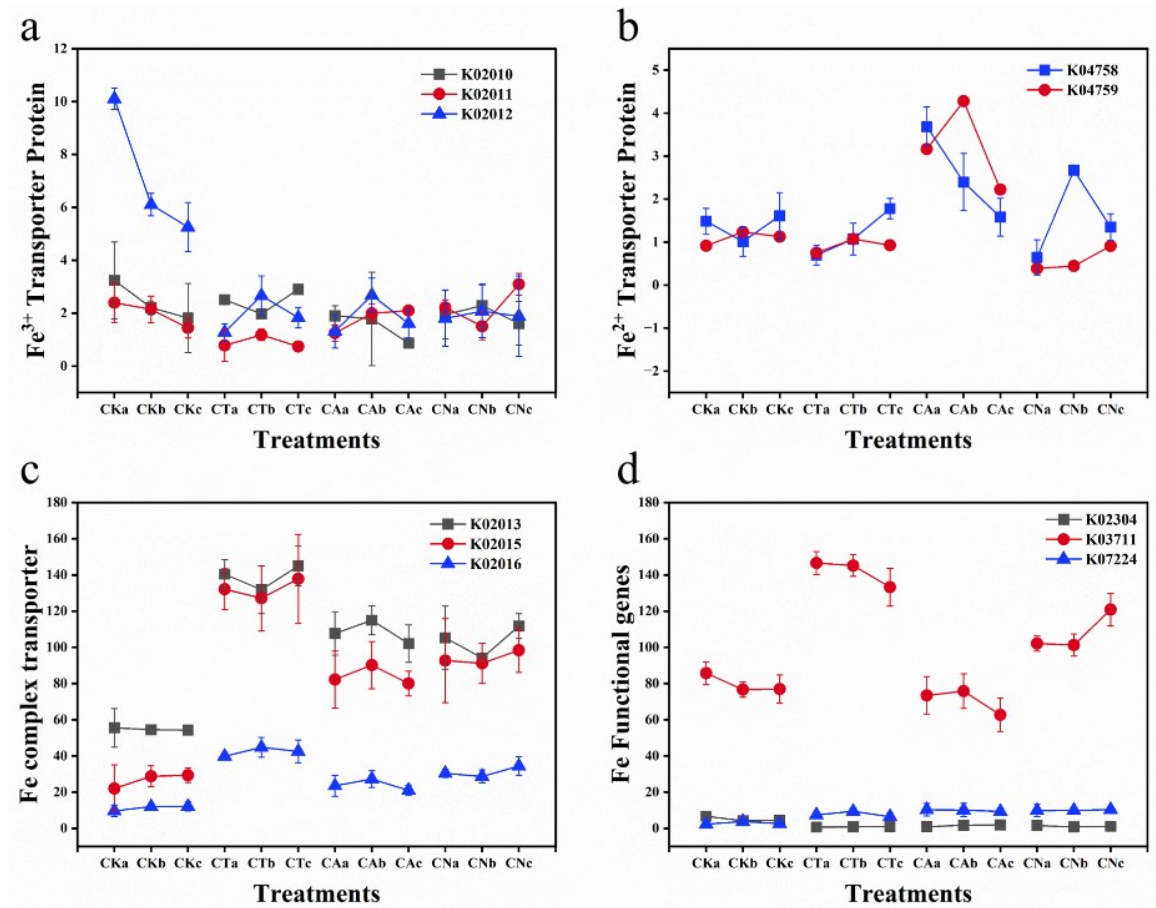 a
12
10
8
6
4
2
0
Fe³⁺ Transporter Protein
K02010
K02011
K02012
CKa CKb CKc CTa CTb CTc CAa CAb CAc CNa CNb CNc
Treatments
b
5
4
3
2
1
0
−1
−2
Fe²⁺ Transporter Protein
K04758
K04759
CKa CKb CKc CTa CTb CTc CAa CAb CAc CNa CNb CNc
Treatments
c
180
160
140
120
100
80
60
40
20
0
Fe complex transporter
K02013
K02015
K02016
CKa CKb CKc CTa CTb CTc CAa CAb CAc CNa CNb CNc
Treatments
d
180
160
140
120
100
80
60
40
20
0
Fe Functional genes
K02304
K03711
K07224
CKa CKb CKc CTa CTb CTc CAa CAb CAc CNa CNb CNc
Treatments